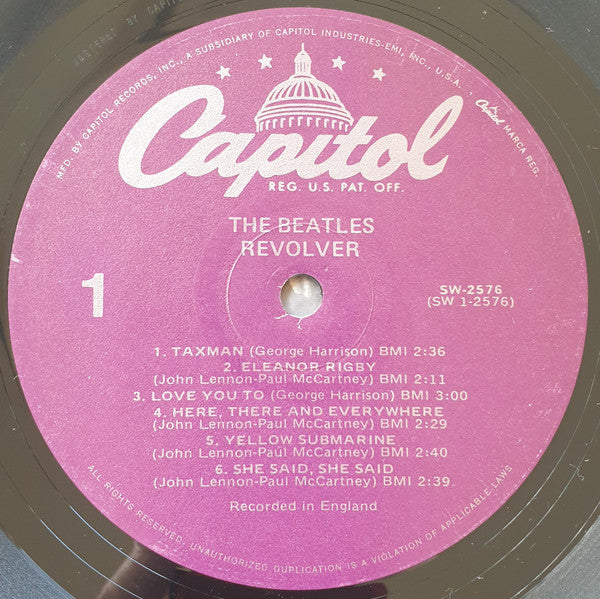 MASTERED BY CAPITOL
MFD. BY CAPITOL RECORDS, INC., A SUBSIDIARY OF CAPITOL INDUSTRIES-EMI, INC., U.S.A.
Capitol MARCA REG.
Capitol
REG. U.S. PAT. OFF.
THE BEATLES
REVOLVER
1
SW-2576
(SW 1-2576)
1. TAXMAN (George Harrison) BMI 2:36
2. ELEANOR RIGBY
(John Lennon-Paul McCartney) BMI 2:11
3. LOVE YOU TO (George Harrison) BMI 3:00
4. HERE, THERE AND EVERYWHERE
(John Lennon-Paul McCartney) BMI 2:29
5. YELLOW SUBMARINE
(John Lennon-Paul McCartney) BMI 2:40
6. SHE SAID, SHE SAID
(John Lennon-Paul McCartney) BMI 2:39
Recorded in England
ALL RIGHTS RESERVED. UNAUTHORIZED DUPLICATION IS A VIOLATION OF APPLICABLE LAWS